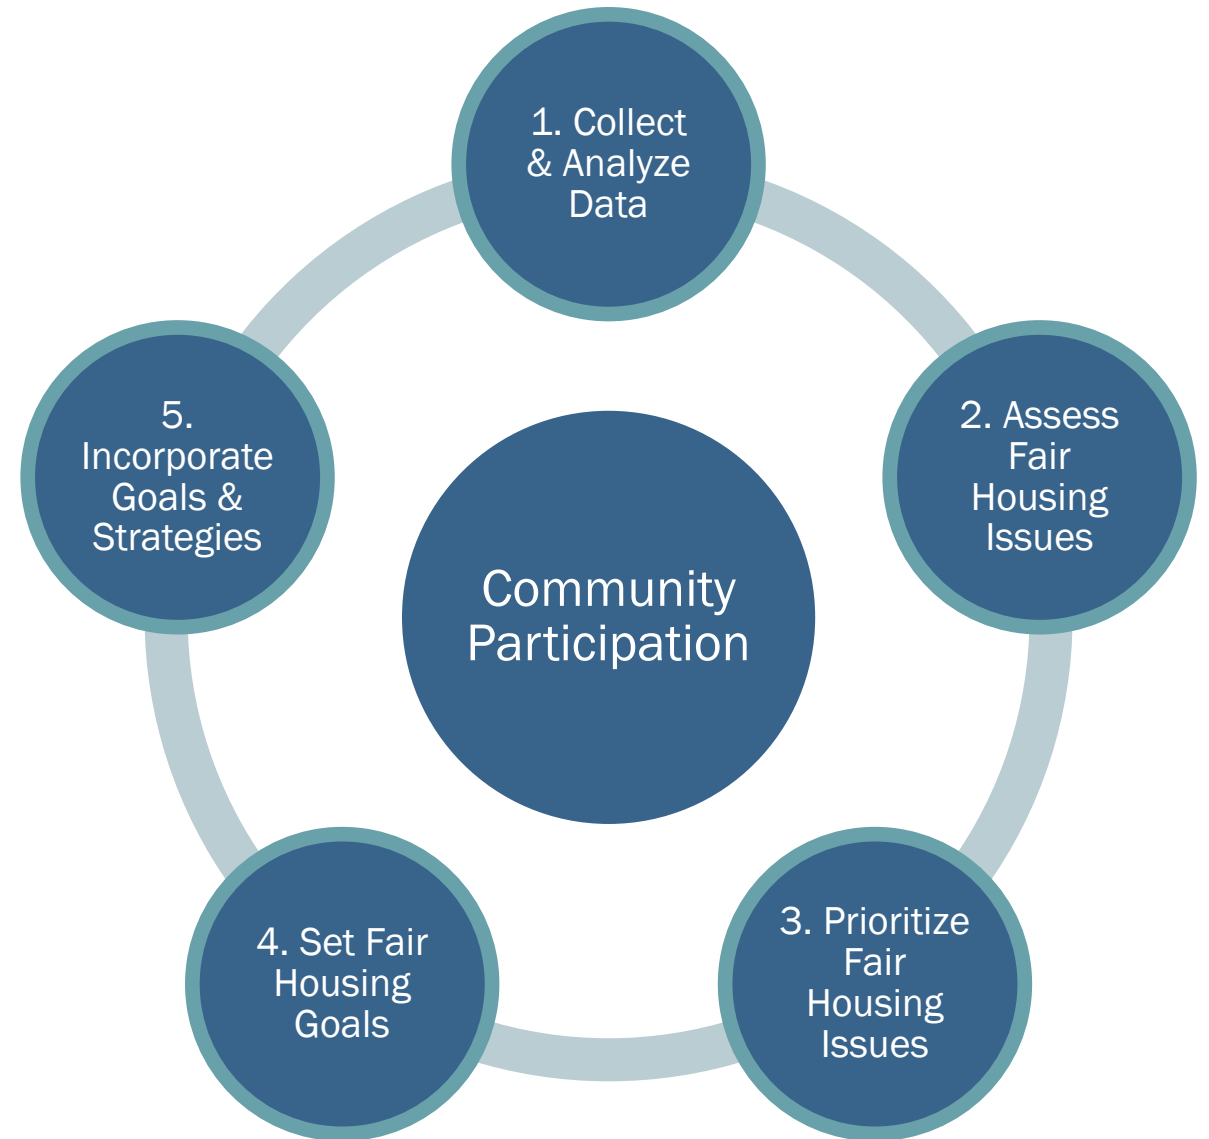 1. Collect
& Analyze
Data
2. Assess
Fair
Housing
Issues
3. Prioritize
Fair
Housing
Issues
4. Set Fair
Housing
Goals
5.
Incorporate
Goals &
Strategies
Community
Participation